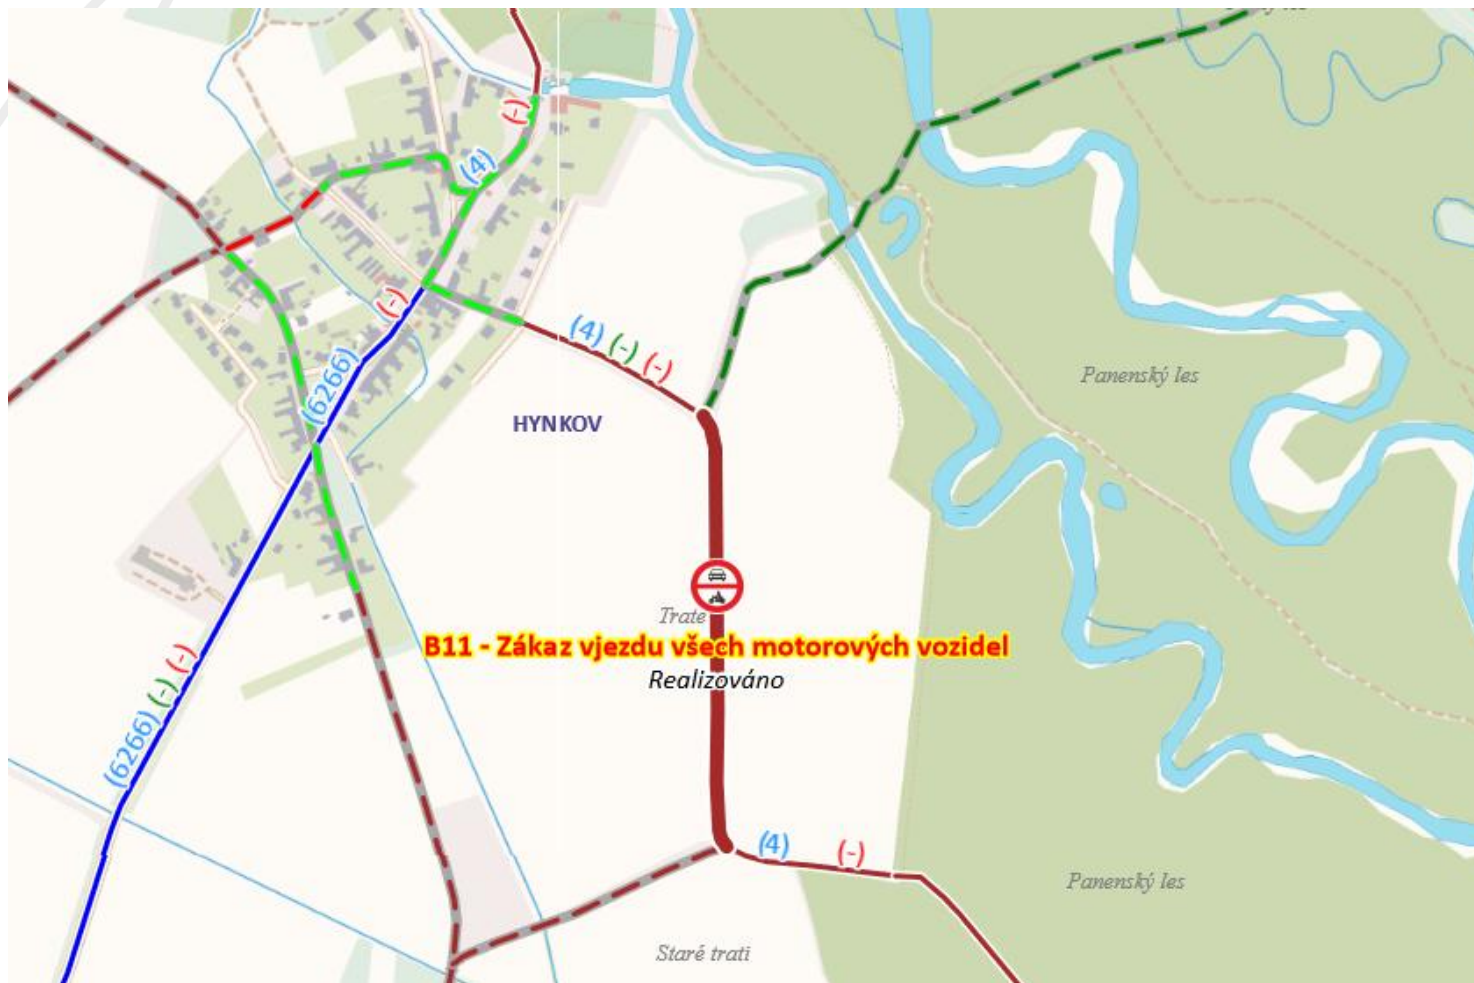 (-)
(4)
(-)
(4) (-) (-)
(6266)
Panenský les
HYNKOV
Trate
B11 - Zákaz vjezdu všech motorových vozidel
Realizováno
(6266) (-) (-)
(4) (-)
Panenský les
Staré trati